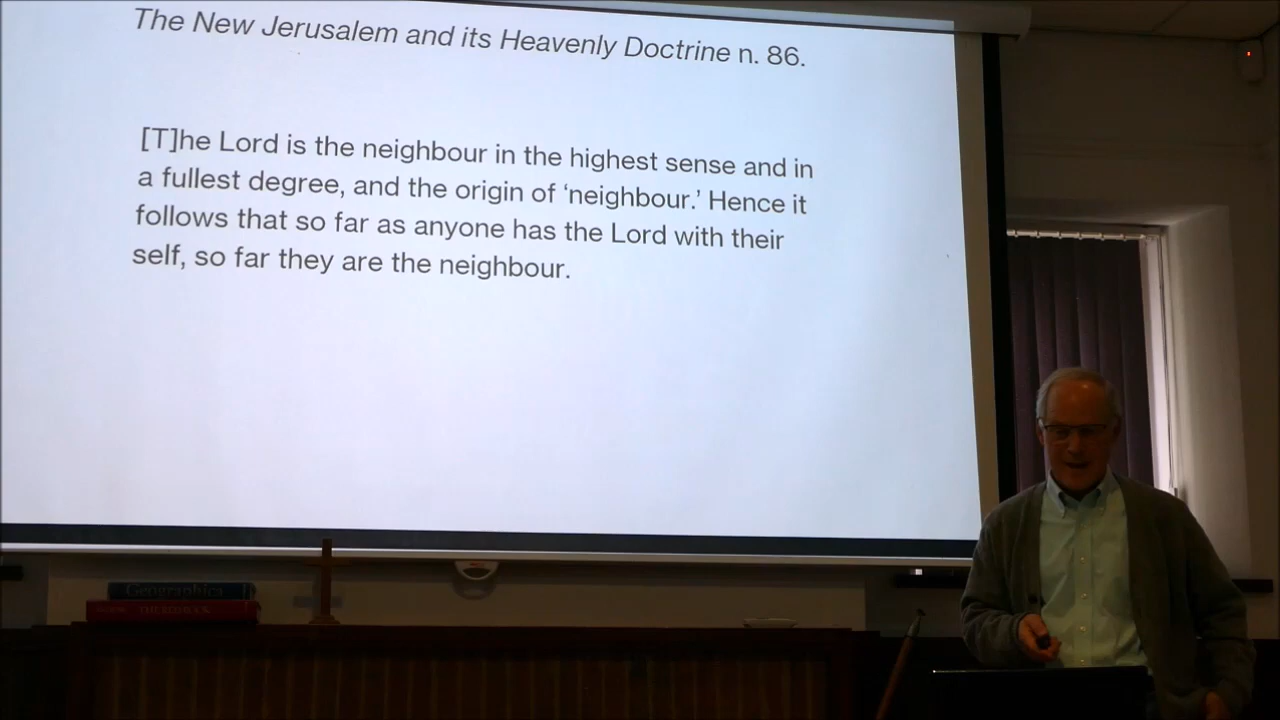 The New Jerusalem and its Heavenly Doctrine n. 86.
[T]he Lord is the neighbour in the highest sense and in
a fullest degree, and the origin of ‘neighbour.’ Hence it
follows that so far as anyone has the Lord with their
self, so far they are the neighbour.
Geographica